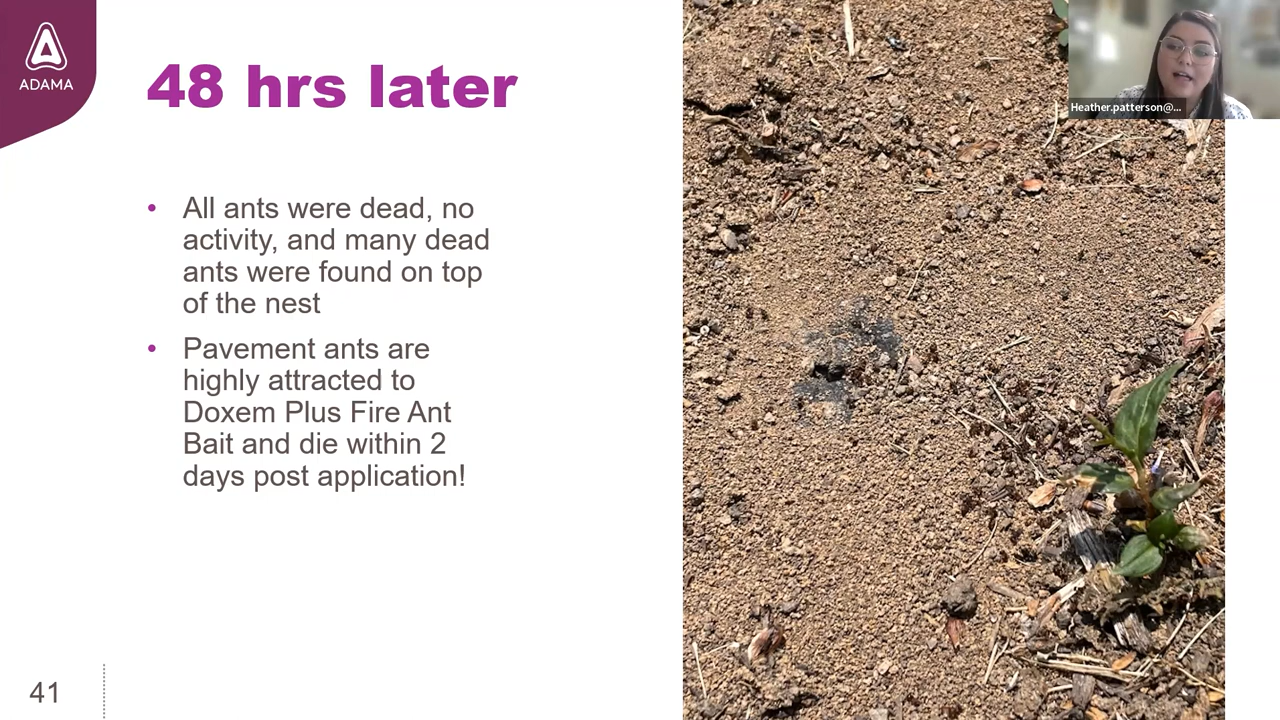 ADAMA
48 hrs later
• All ants were dead, no
activity, and many dead
ants were found on top
of the nest
• Pavement ants are
highly attracted to
Doxem Plus Fire Ant
Bait and die within 2
days post application!
41
Heather.patterson@...